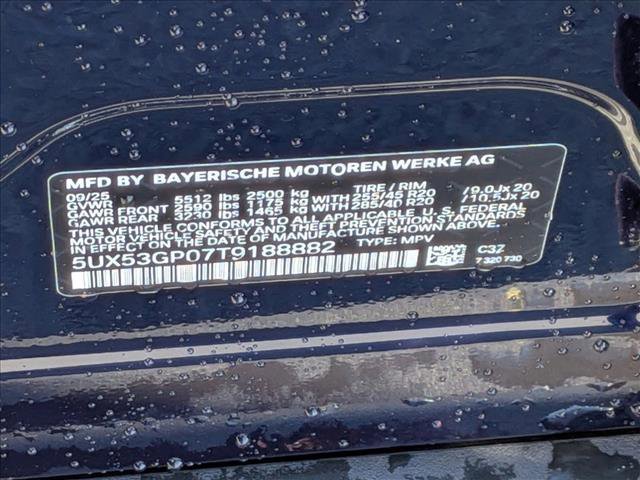 MFD BY BAYERISCHE MOTOREN WERKE AG
09/25 TIRE/RIM
GVWR 5512 lbs 2500 kg
GAWR FRONT 1175 kg WITH 255/45 R20 /9.0Jx20
GAWR REAR 3230 lbs 1465 kg WITH 285/40 R20 /10.5Jx20
THIS VEHICLE CONFORMS TO ALL APPLICABLE U. S. FEDERAL
MOTOR VEHICLE SAFETY AND THEFT PREVENTION STANDARDS
IN EFFECT ON THE DATE OF MANUFACTURE SHOWN ABOVE.
5UX53GP07T9188882 TYPE: MPV
C3Z
7 320 730